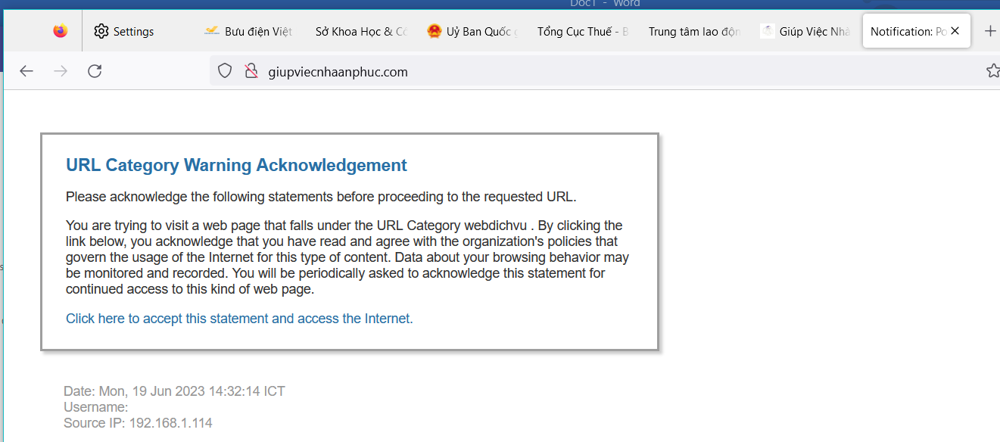 Doc1 - Word
Settings
Bưu điện Việt
Sở Khoa Học &
Uỷ Ban Quốc
Tổng Cục Thuế -
Trung tâm lao
Giúp Việc Nhà
Notification:
giupviecnhaanphuc.com
URL Category Warning Acknowledgement
Please acknowledge the following statements before proceeding to the requested URL.
You are trying to visit a web page that falls under the URL Category webdichvu . By clicking the
link below, you acknowledge that you have read and agree with the organization's policies that
govern the usage of the Internet for this type of content. Data about your browsing behavior may
be monitored and recorded. You will be periodically asked to acknowledge this statement for
continued access to this kind of web page.
Click here to accept this statement and access the Internet.
Date: Mon, 19 Jun 2023 14:32:14 ICT
Username:
Source IP: 192.168.1.114